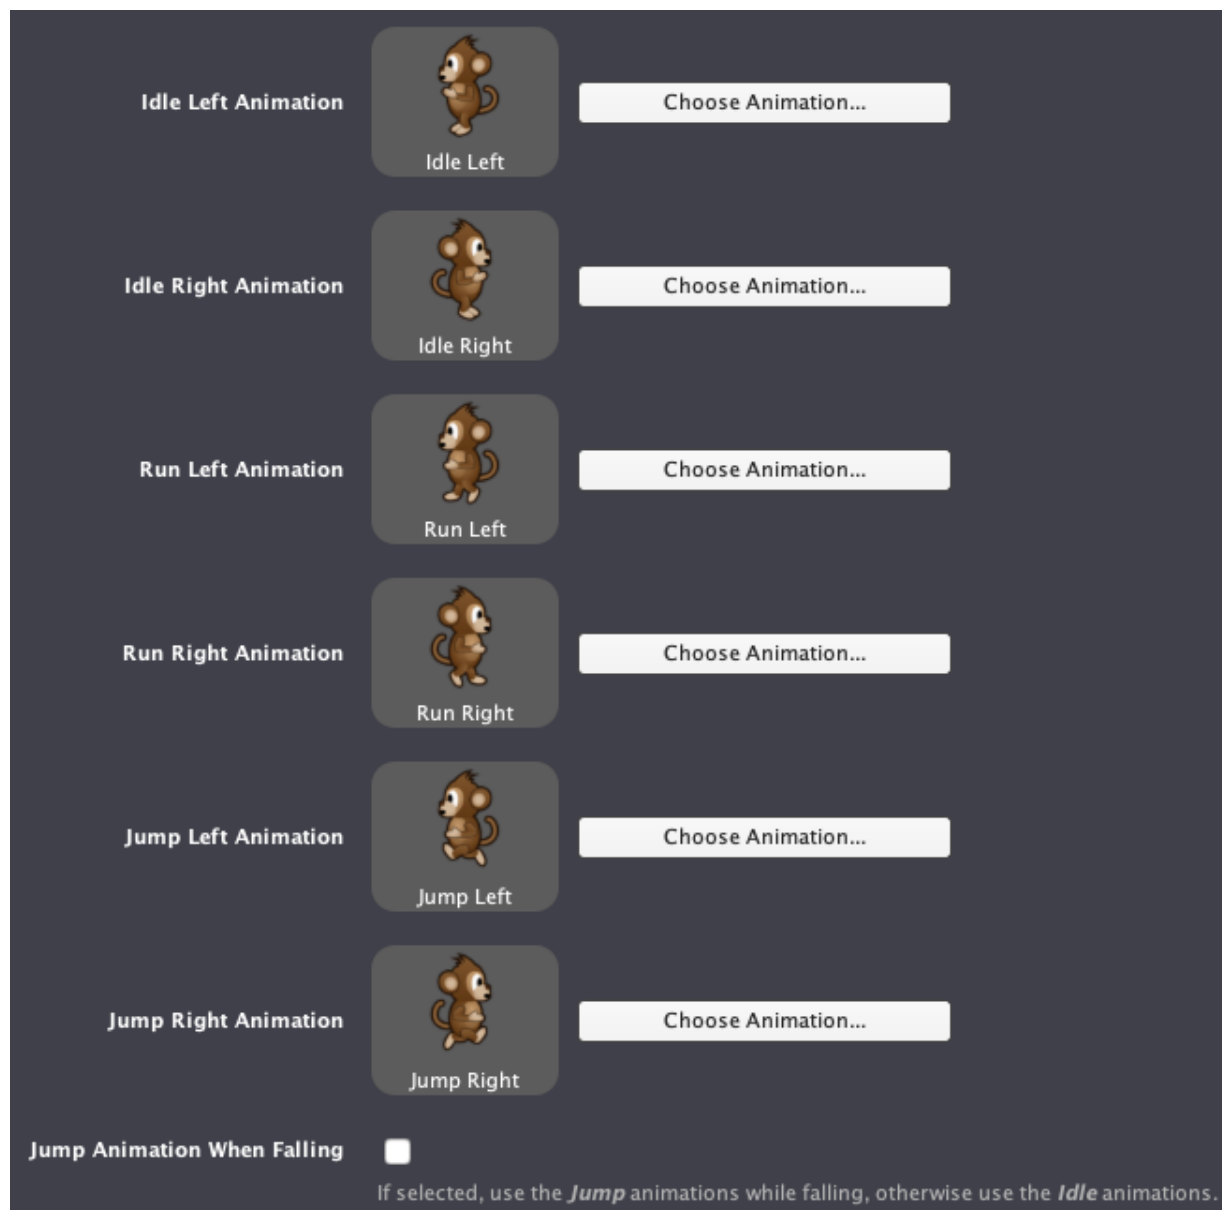 Idle Left Animation
Choose Animation...
Idle Left
Idle Right Animation
Choose Animation...
Idle Right
Run Left Animation
Choose Animation...
Run Left
Run Right Animation
Choose Animation...
Run Right
Jump Left Animation
Choose Animation...
Jump Left
Jump Right Animation
Choose Animation...
Jump Right
Jump Animation When Falling
If selected, use the Jump animations while falling, otherwise use the Idle animations.